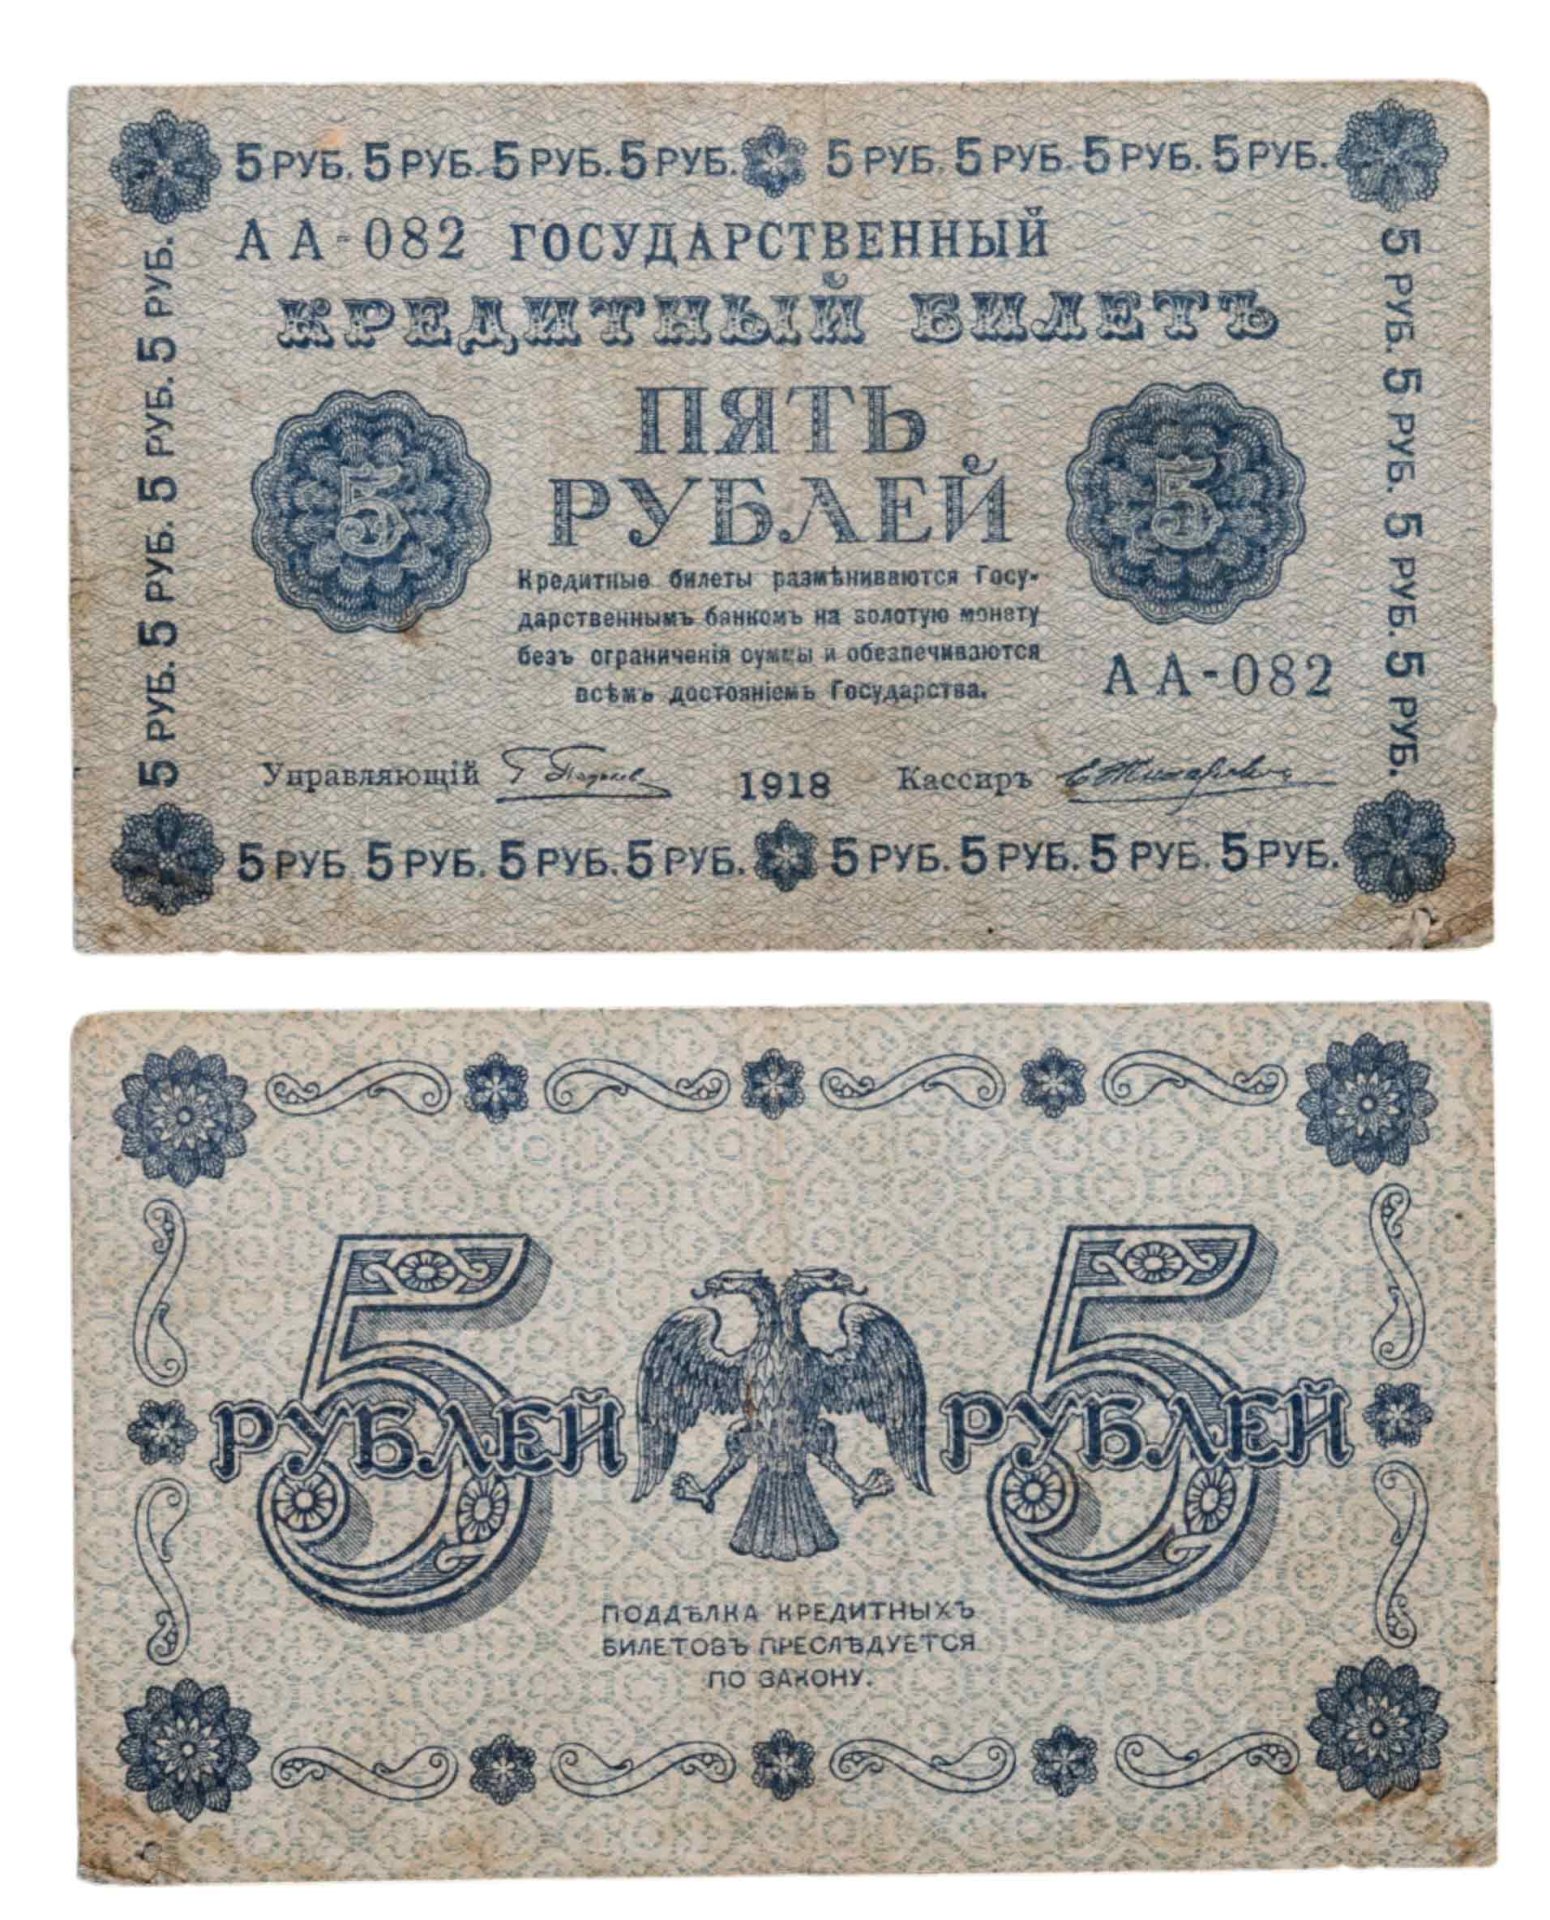 5 РУБ. 5 РУБ. 5 РУБ. 5 РУБ. 5 РУБ. 5 РУБ. 5 РУБ. 5 РУБ.
5 РУБ. 5 РУБ. 5 РУБ. 5 РУБ.
5 РУБ. 5 РУБ. 5 РУБ. 5 РУБ.
АА-082 ГОСУДАРСТВЕННЫЙ
КРЕДИТНЫЙ БИЛЕТЪ
5 ПЯТЬ 5
РУБЛЕЙ
Кредитные билеты размѣниваются Госу-
дарственнымъ банкомъ на золотую монету
безъ ограниченія суммы и обезпечиваются
всѣмъ достояніемъ Государства.
АА-082
Управляющій 1918 Кассиръ
5 РУБ 5 РУБ. 5 РУБ. 5 РУБ. 5 РУБ. 5 РУБ. 5 РУБ. 5 РУБ.
5 5
РУБЛЕЙ РУБЛЕЙ
ПОДДѢЛКА КРЕДИТНЫХЪ
БИЛЕТОВЪ ПРЕСЛѢДУЕТСЯ
ПО ЗАКОНУ.